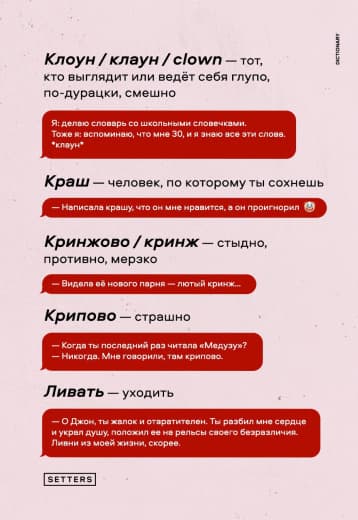 DICTIONARY
Клоун / клаун / clown — тот,
кто выглядит или ведёт себя глупо,
по-дурацки, смешно
Я: делаю словарь со школьными словечками.
Тоже я: вспоминаю, что мне 30, и я знаю все эти слова.
*клаун*
Краш — человек, по которому ты сохнешь
— Написала крашу, что он мне нравится, а он проигнорил 🤡
Кринжово / кринж — стыдно,
противно, мерзко
— Видела её нового парня — лютый кринж...
Крипово — страшно
— Когда ты последний раз читала «Медузу»?
— Никогда. Мне говорили, там крипово.
Ливать — уходить
— О Джон, ты жалок и отвратителен. Ты разбил мне сердце
и украл душу, положил ее на рельсы своего безразличия.
Ливни из моей жизни, скорее.
SETTERS